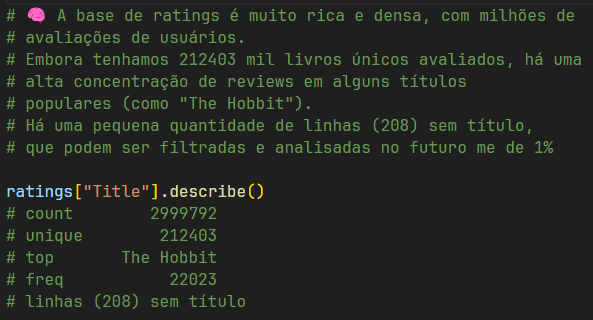 # 🧠 A base de ratings é muito rica e densa, com milhões de
# avaliações de usuários.
# Embora tenhamos 212403 mil livros únicos avaliados, há uma
# alta concentração de reviews em alguns títulos
# populares (como "The Hobbit").
# Há uma pequena quantidade de linhas (208) sem título,
# que podem ser filtradas e analisadas no futuro me de 1%

ratings["Title"].describe()
# count        2999792
# unique        212403
# top       The Hobbit
# freq           22023
# linhas (208) sem título